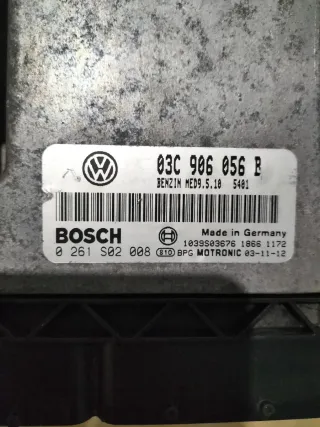 03C 906 056 B
BENZIN MED9.5.10 5401
BOSCH
Made in Germany
0 261 S02 008
1039S03676 1866 1172
810 BPG MOTRONIC 03-11-12